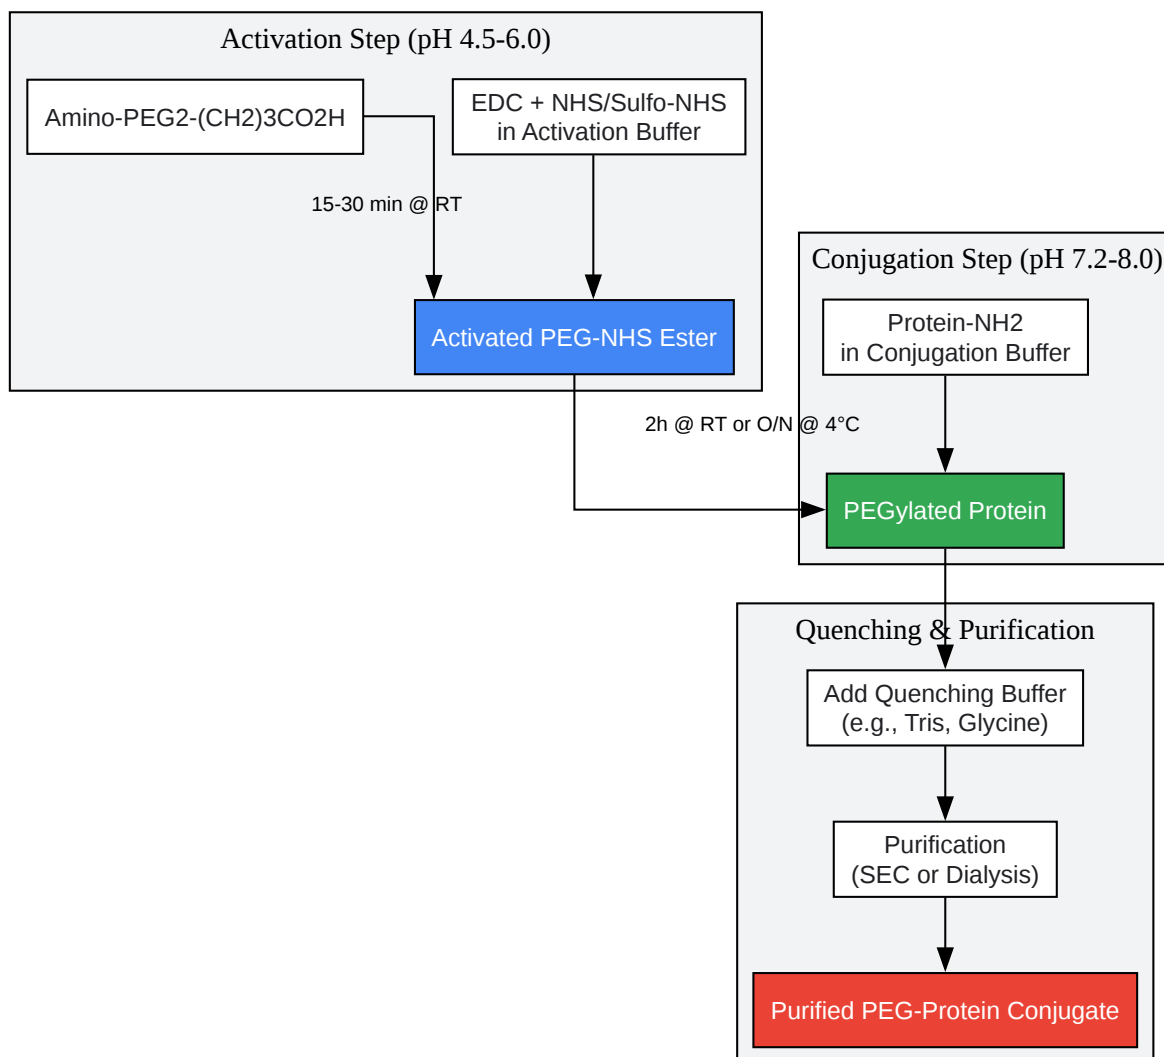 Activation Step (pH 4.5-6.0)
Amino-PEG2-(CH2)3CO2H
EDC + NHS/Sulfo-NHS
in Activation Buffer
15-30 min @ RT
Activated PEG-NHS Ester
Conjugation Step (pH 7.2-8.0)
Protein-NH2
in Conjugation Buffer
2h @ RT or O/N @ 4°C
PEGylated Protein
Quenching & Purification
Add Quenching Buffer
(e.g., Tris, Glycine)
Purification
(SEC or Dialysis)
Purified PEG-Protein Conjugate